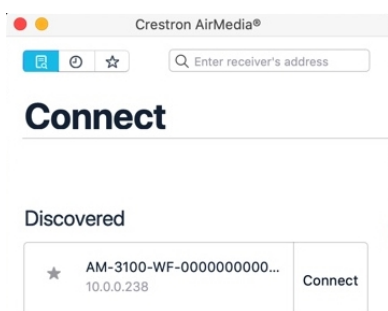 Crestron AirMedia®
Enter receiver's address
Connect
Discovered
AM-3100-WF-0000000000...
10.0.0.238
Connect